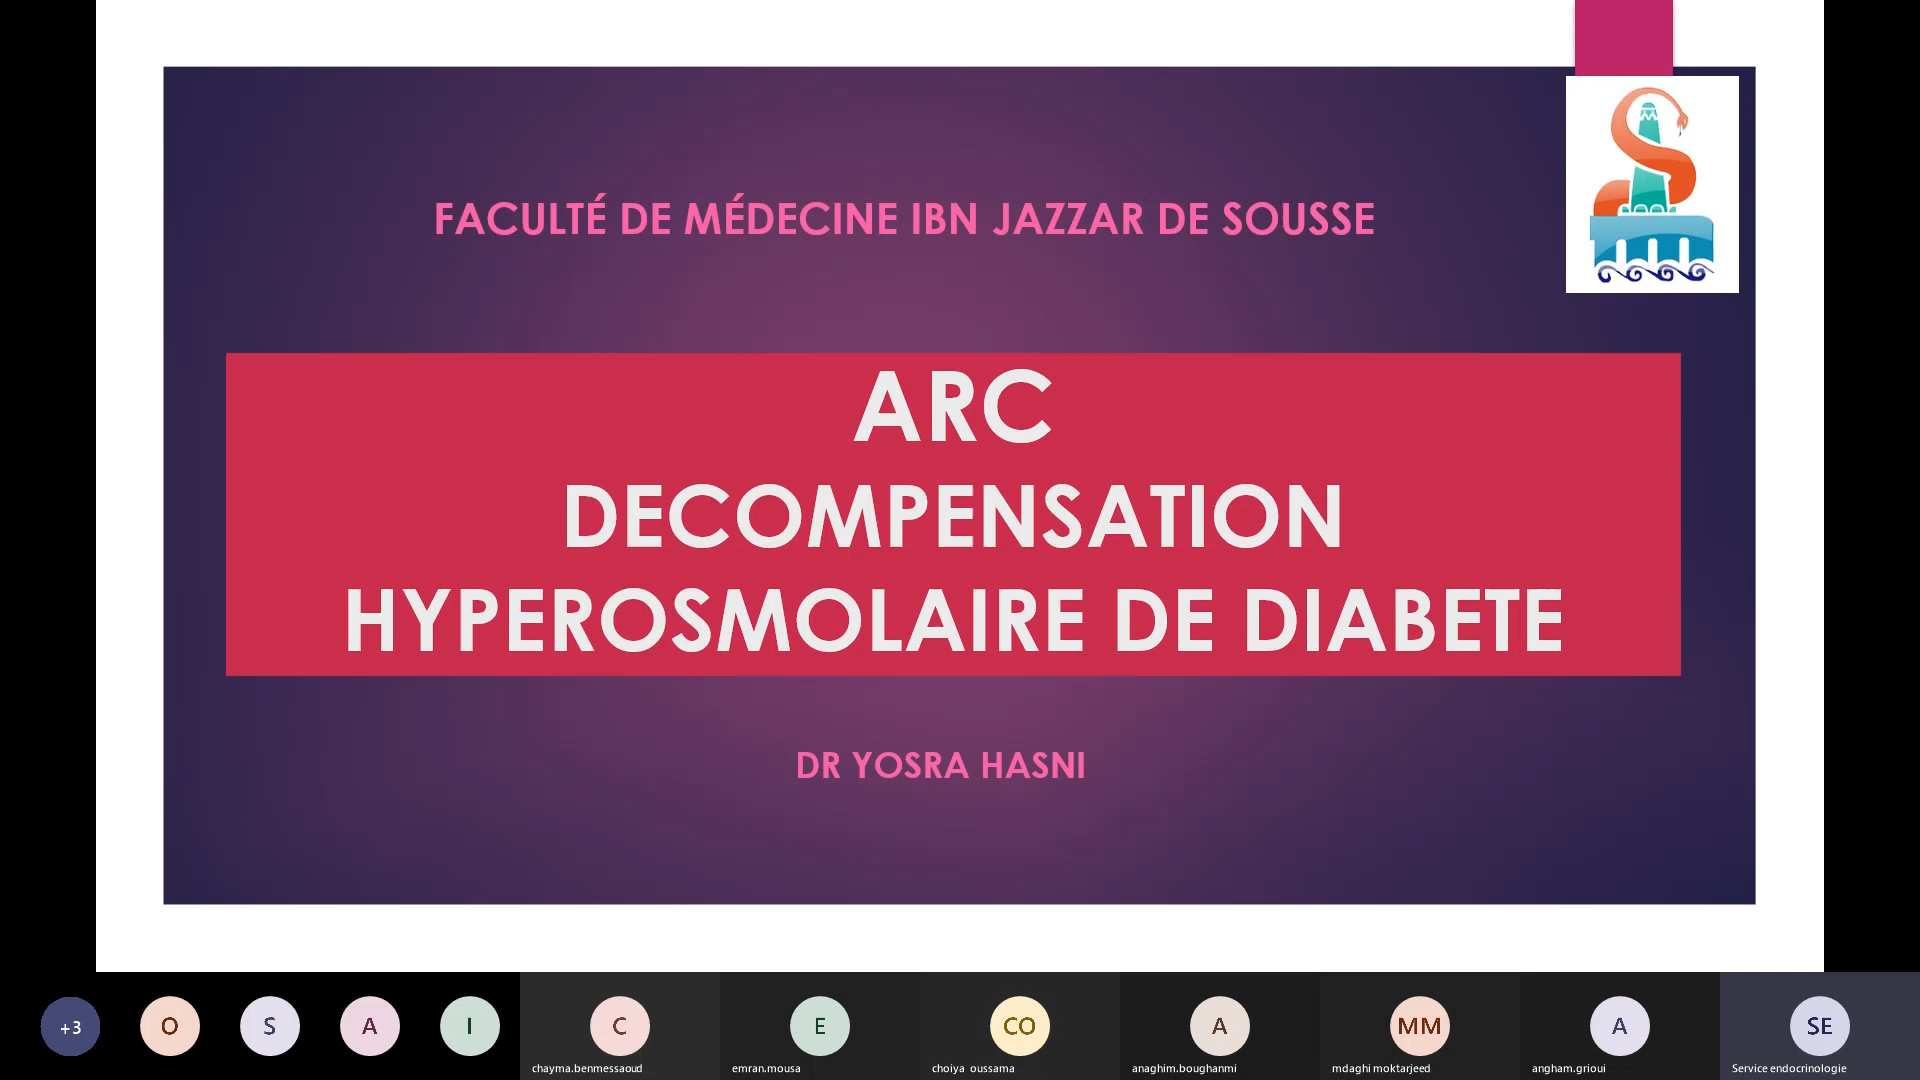 FACULTÉ DE MÉDECINE IBN JAZZAR DE SOUSSE
ARC
DECOMPENSATION
HYPEROSMOLAIRE DE DIABETE
DR YOSRA HASNI
+3
O
S
A
I
C
E
CO
A
MM
A
SE
chayma.benmessaoud
emran.mousa
choiya oussama
anaghim.boughanmi
mdaghi moktarjeed
angham.grioui
Service endocrinologie